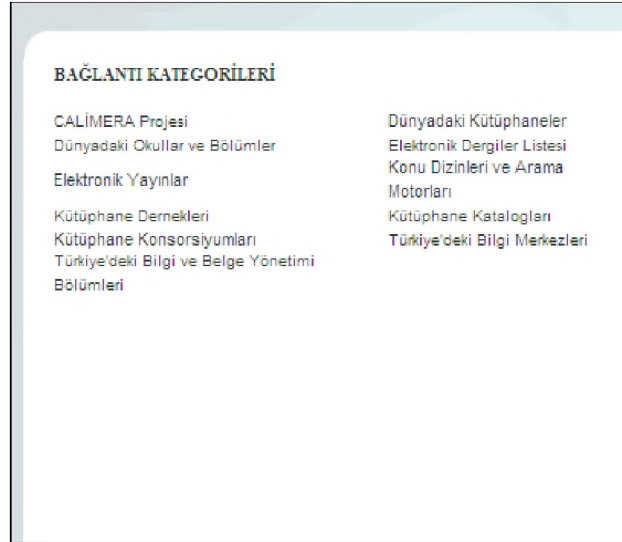 BAĞLANTI KATEGORİLERİ
CALİMERA Projesi
Dünyadaki Kütüphaneler
Dünyadaki Okullar ve Bölümler
Elektronik Dergiler Listesi
Elektronik Yayınlar
Konu Dizinleri ve Arama
Motorları
Kütüphane Dernekleri
Kütüphane Katalogları
Kütüphane Konsorsiyumları
Türkiye'deki Bilgi Merkezleri
Türkiye'deki Bilgi ve Belge Yönetimi
Bölümleri